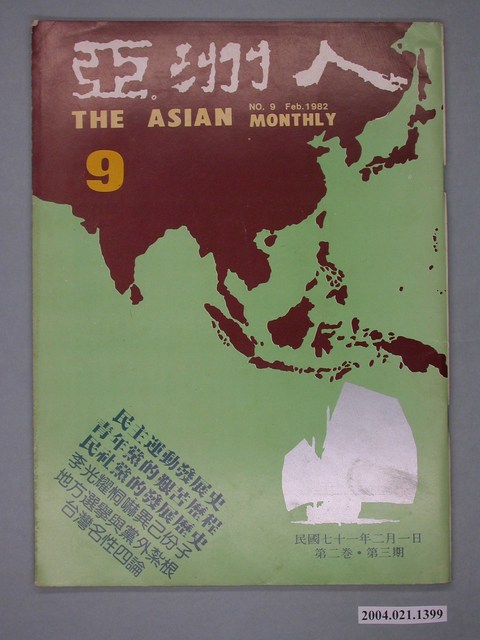 亞洲人
NO. 9 Feb.1982
THE ASIAN MONTHLY
9
民主運動發展史
青年黨的艱苦歷程
民社黨的發展歷史
李光耀恫嚇異己份子
地方選舉與黨外紮根
台灣名性四論
民國七十一年二月一日
第二卷・第三期
2004.021.1399